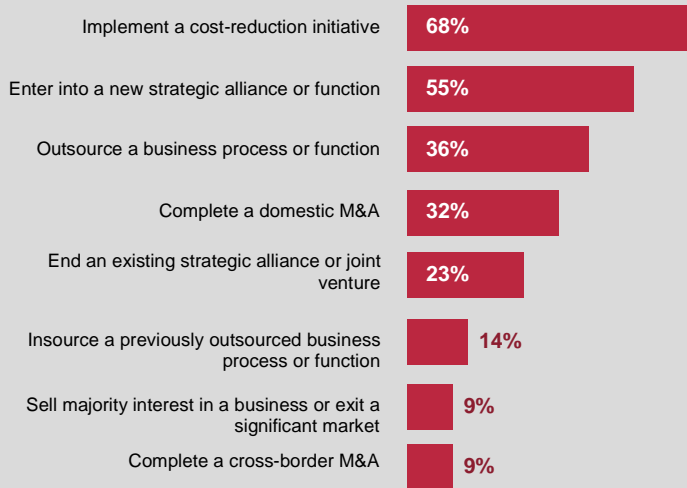 Implement a cost-reduction initiative
68%
Enter into a new strategic alliance or function
55%
Outsource a business process or function
36%
Complete a domestic M&A
32%
End an existing strategic alliance or joint
venture
23%
Insource a previously outsourced business
process or function
14%
Sell majority interest in a business or exit a
significant market
9%
Complete a cross-border M&A
9%